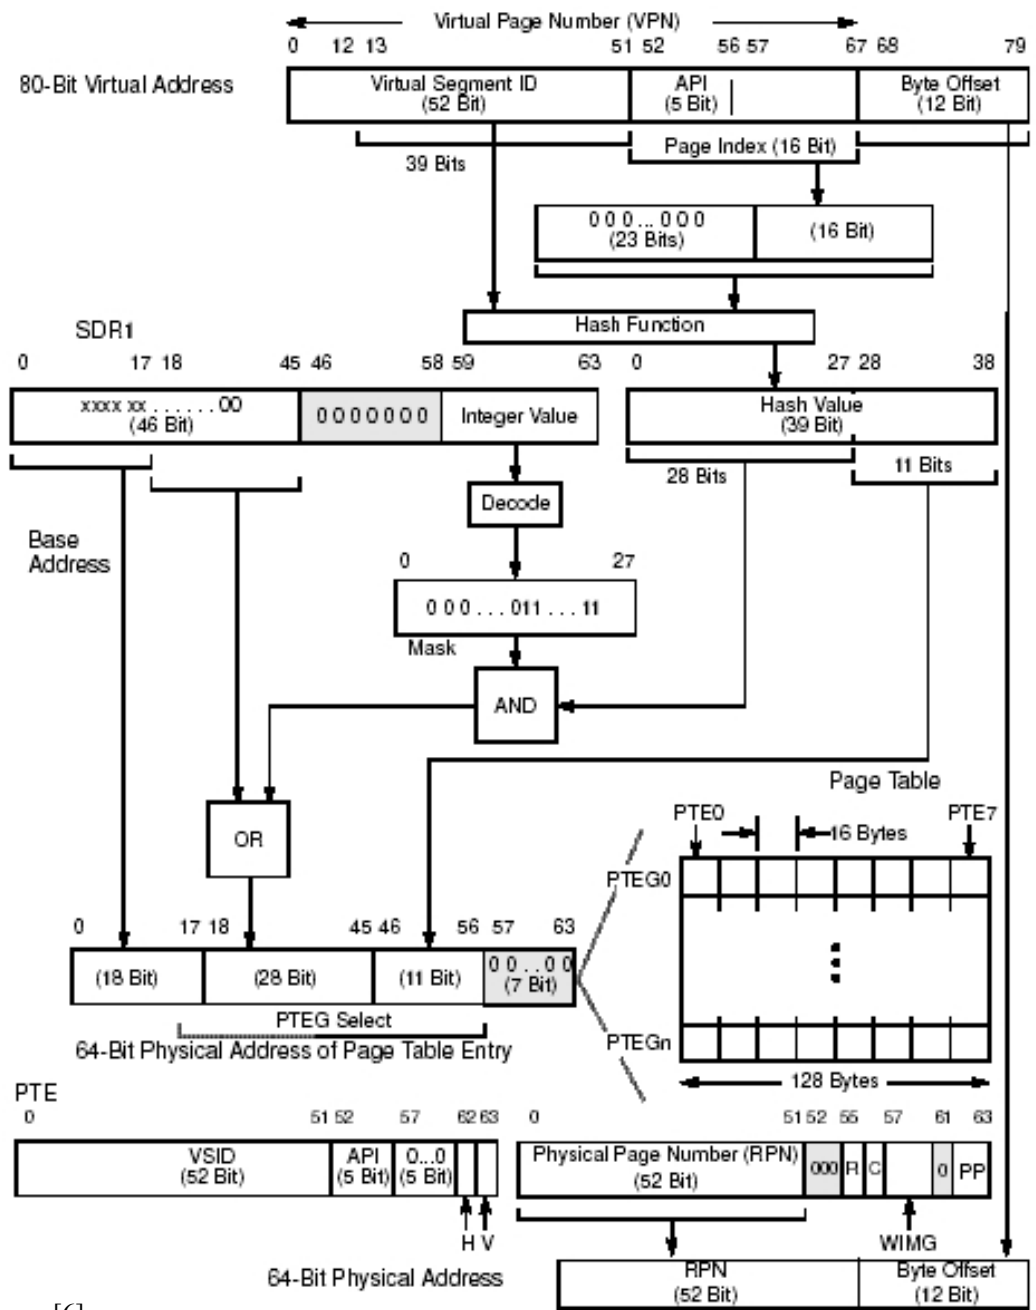 Virtual Page Number (VPN)
0 12 13 51 52 56 57 67 68 79
80-Bit Virtual Address
Virtual Segment ID
(52 Bit)
API
(5 Bit)
Byte Offset
(12 Bit)
39 Bits
Page Index (16 Bit)
0 0 0 ... 0 0 0
(23 Bits)
(16 Bit)
Hash Function
SDR1
0 17 18 45 46 58 59 63
0 27 28 38
xxxx xx . . . . . . 00
(46 Bit)
0 0 0 0 0 0 0
Integer Value
Hash Value
(39 Bit)
28 Bits
11 Bits
Decode
Base
Address
0 27
0 0 0 . . . 011 . . . 11
Mask
AND
Page Table
OR
PTE0
16 Bytes
PTE7
PTEG0
0 17 18 45 46 56 57 63
(18 Bit)
(28 Bit)
(11 Bit)
0 0 . . 0 0
(7 Bit)
PTEG Select
64-Bit Physical Address of Page Table Entry
PTEGn
128 Bytes
PTE
0 51 52 57 62 63
0 51 52 55 57 61 63
VSID
(52 Bit)
API
(5 Bit)
0...0
(5 Bit)
Physical Page Number (RPN)
(52 Bit)
000
R
C
0
PP
H V
WIMG
64-Bit Physical Address
RPN
(52 Bit)
Byte Offset
(12 Bit)